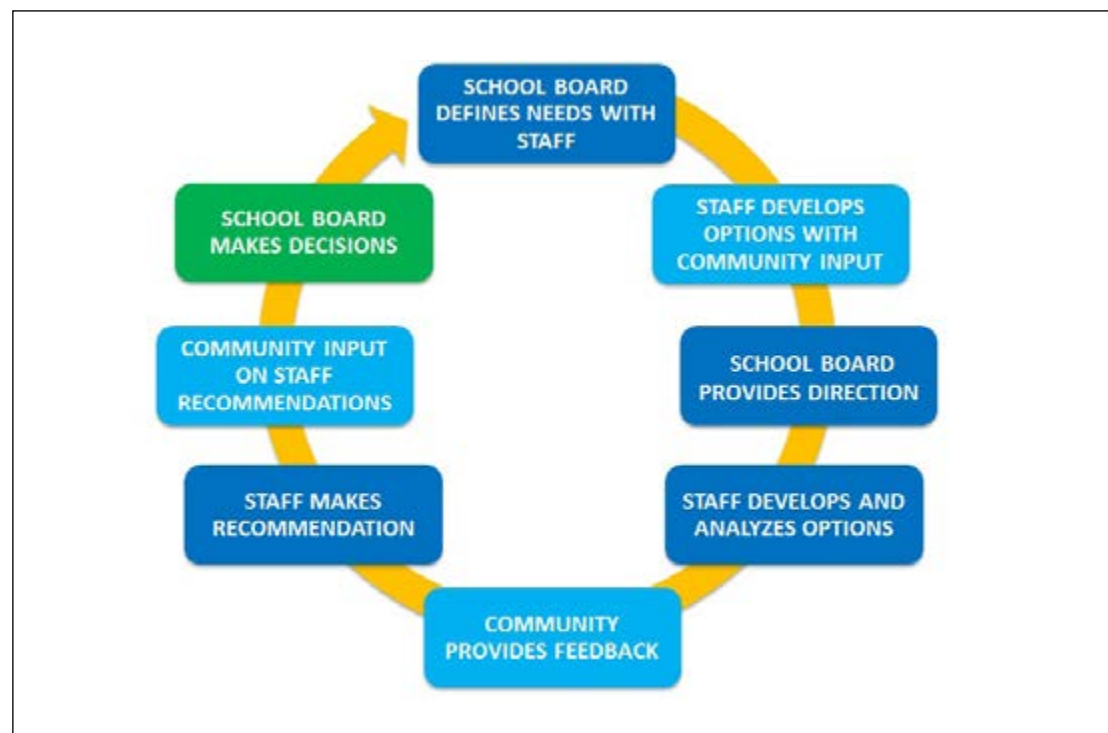 SCHOOL BOARD
DEFINES NEEDS WITH
STAFF
STAFF DEVELOPS
OPTIONS WITH
COMMUNITY INPUT
SCHOOL BOARD
PROVIDES DIRECTION
STAFF DEVELOPS AND
ANALYZES OPTIONS
COMMUNITY
PROVIDES FEEDBACK
STAFF MAKES
RECOMMENDATION
COMMUNITY INPUT
ON STAFF
RECOMMENDATIONS
SCHOOL BOARD
MAKES DECISIONS